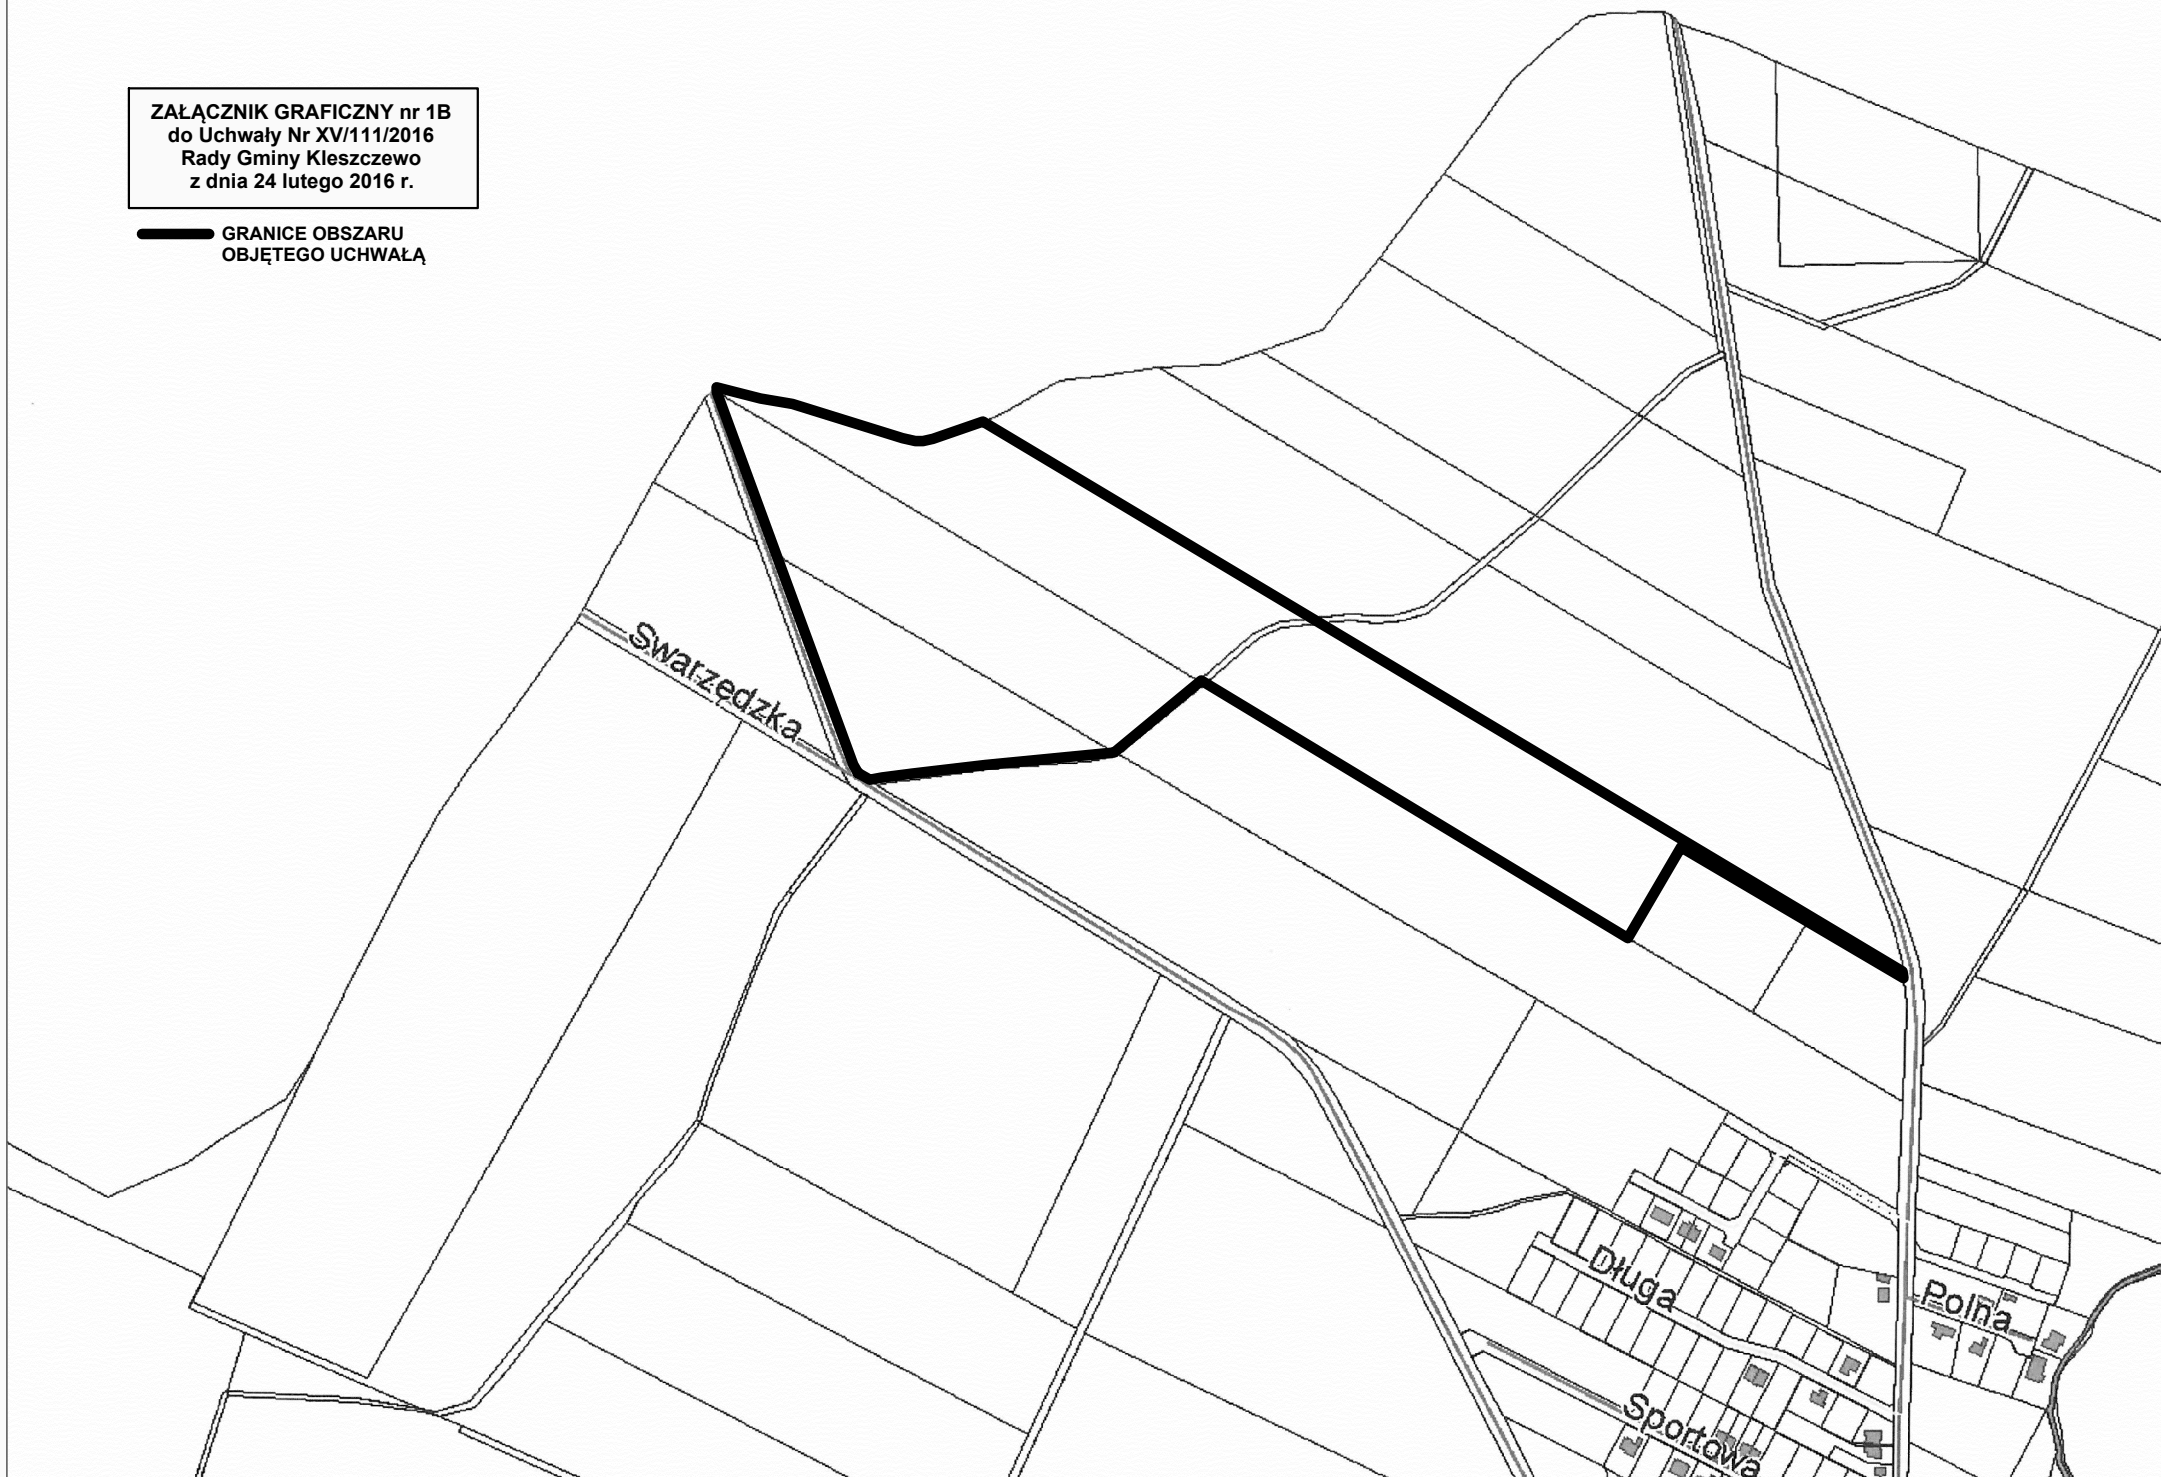 ZAŁĄCZNIK GRAFICZNY nr 1B
do Uchwały Nr XV/111/2016
Rady Gminy Kleszczewo
z dnia 24 lutego 2016 r.
GRANICE OBSZARU
OBJĘTEGO UCHWAŁĄ
Swarzędzka
Długa
Polna
Sportowa